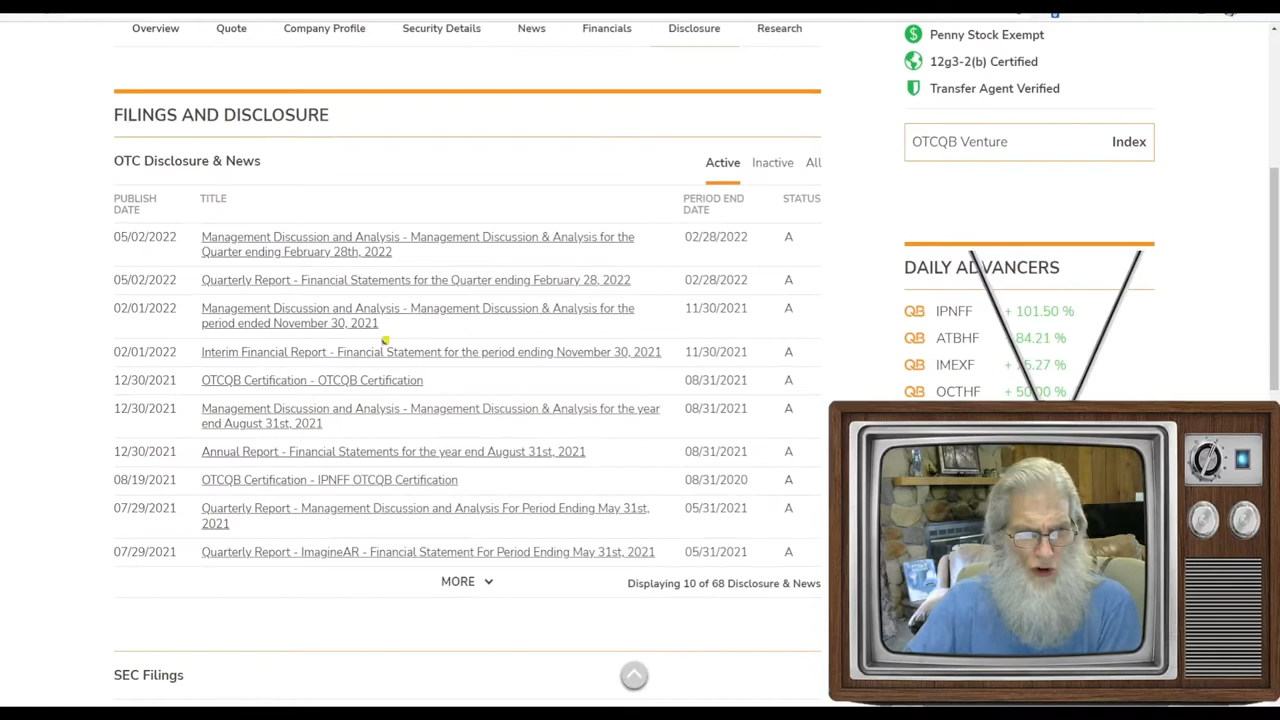 Overview Quote Company Profile Security Details News Financials Disclosure Research
Penny Stock Exempt
12g3-2(b) Certified
Transfer Agent Verified
OTCQB Venture Index
FILINGS AND DISCLOSURE
OTC Disclosure & News
Active Inactive All
PUBLISH DATE TITLE PERIOD END DATE STATUS
05/02/2022 Management Discussion and Analysis - Management Discussion & Analysis for the 02/28/2022 A
Quarter ending February 28th, 2022
05/02/2022 Quarterly Report - Financial Statements for the Quarter ending February 28, 2022 02/28/2022 A
02/01/2022 Management Discussion and Analysis - Management Discussion & Analysis for the 11/30/2021 A
period ended November 30, 2021
02/01/2022 Interim Financial Report - Financial Statement for the period ending November 30, 2021 11/30/2021 A
12/30/2021 OTCQB Certification - OTCQB Certification 08/31/2021 A
12/30/2021 Management Discussion and Analysis - Management Discussion & Analysis for the year 08/31/2021 A
end August 31st, 2021
12/30/2021 Annual Report - Financial Statements for the year end August 31st, 2021 08/31/2021 A
08/19/2021 OTCQB Certification - IPNFF OTCQB Certification 08/31/2020 A
07/29/2021 Quarterly Report - Management Discussion and Analysis For Period Ending May 31st, 05/31/2021 A
2021
07/29/2021 Quarterly Report - ImagineAR - Financial Statement For Period Ending May 31st, 2021 05/31/2021 A
MORE
Displaying 10 of 68 Disclosure & News
SEC Filings
DAILY ADVANCERS
QB IPNFF + 101.50 %
QB ATBHF + 84.21 %
QB IMEXF
QB OCTHF + 50.00 %